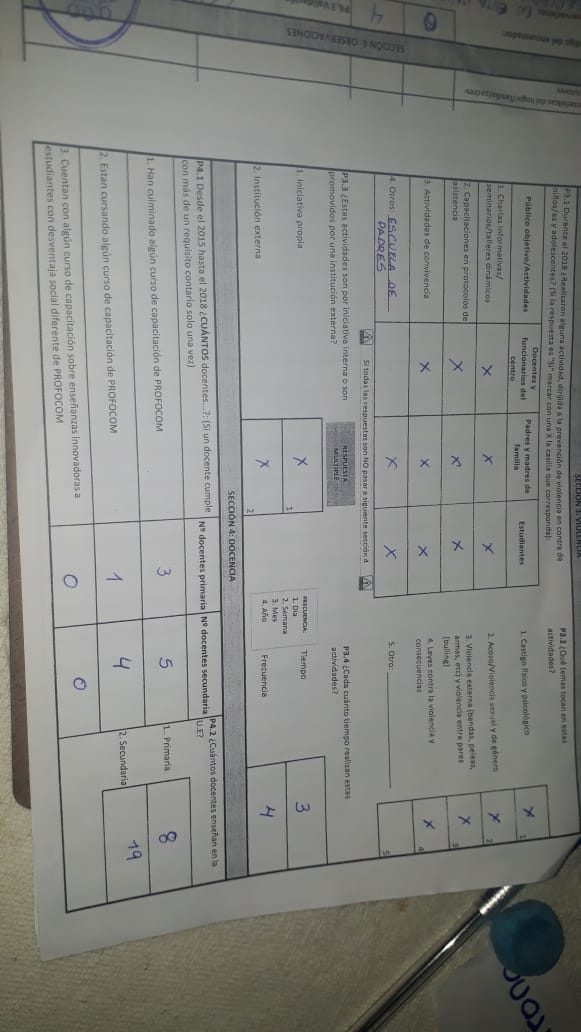 SECCIÓN 3: VIOLENCIA
P3.1 Durante el 2018 ¿Realizaron alguna actividad, dirigida a la prevención de violencia en contra de
niños/as y adolescentes? (Si la respuesta es "SI" marcar con una X la casilla que corresponda):
Público objetivo/Actividades
Docentes y
funcionarios del
centro
Padres y madres de
familia
Estudiantes
1. Charlas informativas/
seminarios/talleres dinámicos
X X X
2. Capacitaciones en protocolos de
asistencia
X X X
3. Actividades de convivencia
X X X
4. Otros: ESCUELA DE
PADRES
X X
Si todas las respuestas son NO pasar a siguiente sección 4
P3.2 ¿Qué temas tocan en estas
actividades?
1. Castigo físico y psicológico
X 1
2. Acoso/Violencia sexual y de género
X 2
3. Violencia externa (bandas, peleas,
armas, etc) y violencia entre pares
(bulling)
X 3
4. Leyes contra la violencia y
consecuencias
X 4
5. Otro:
5
P3.3 ¿Estas actividades son por iniciativa interna o son
promovidos por una institución externa?
RESPUESTA
MULTIPLE
1. Iniciativa propia
X 1
2. Institución externa
X 2
P3.4 ¿Cada cuánto tiempo realizan estas
actividades?
FRECUENCIA:
1. Día
2. Semana
3. Mes
4. Año
Tiempo
3
Frecuencia
4
SECCIÓN 4: DOCENCIA
P4.1 Desde el 2015 hasta el 2018 ¿CUÁNTOS docentes...?: (Si un docente cumple
con más de un requisito contarlo solo una vez)
Nº docentes primaria
Nº docentes secundaria
1. Han culminado algún curso de capacitación de PROFOCOM
3 5
2. Estan cursando algún curso de capacitación de PROFOCOM
1 4
3. Cuentan con algún curso de capacitación sobre enseñanzas innovadoras a
estudiantes con desventaja social diferente de PROFOCOM
0 0
P4.2 ¿Cuántos docentes enseñan en la
U.E?
1.. Primaria
8
2. Secundaria
19
SECCIÓN 6: OBSERVACIONES
4